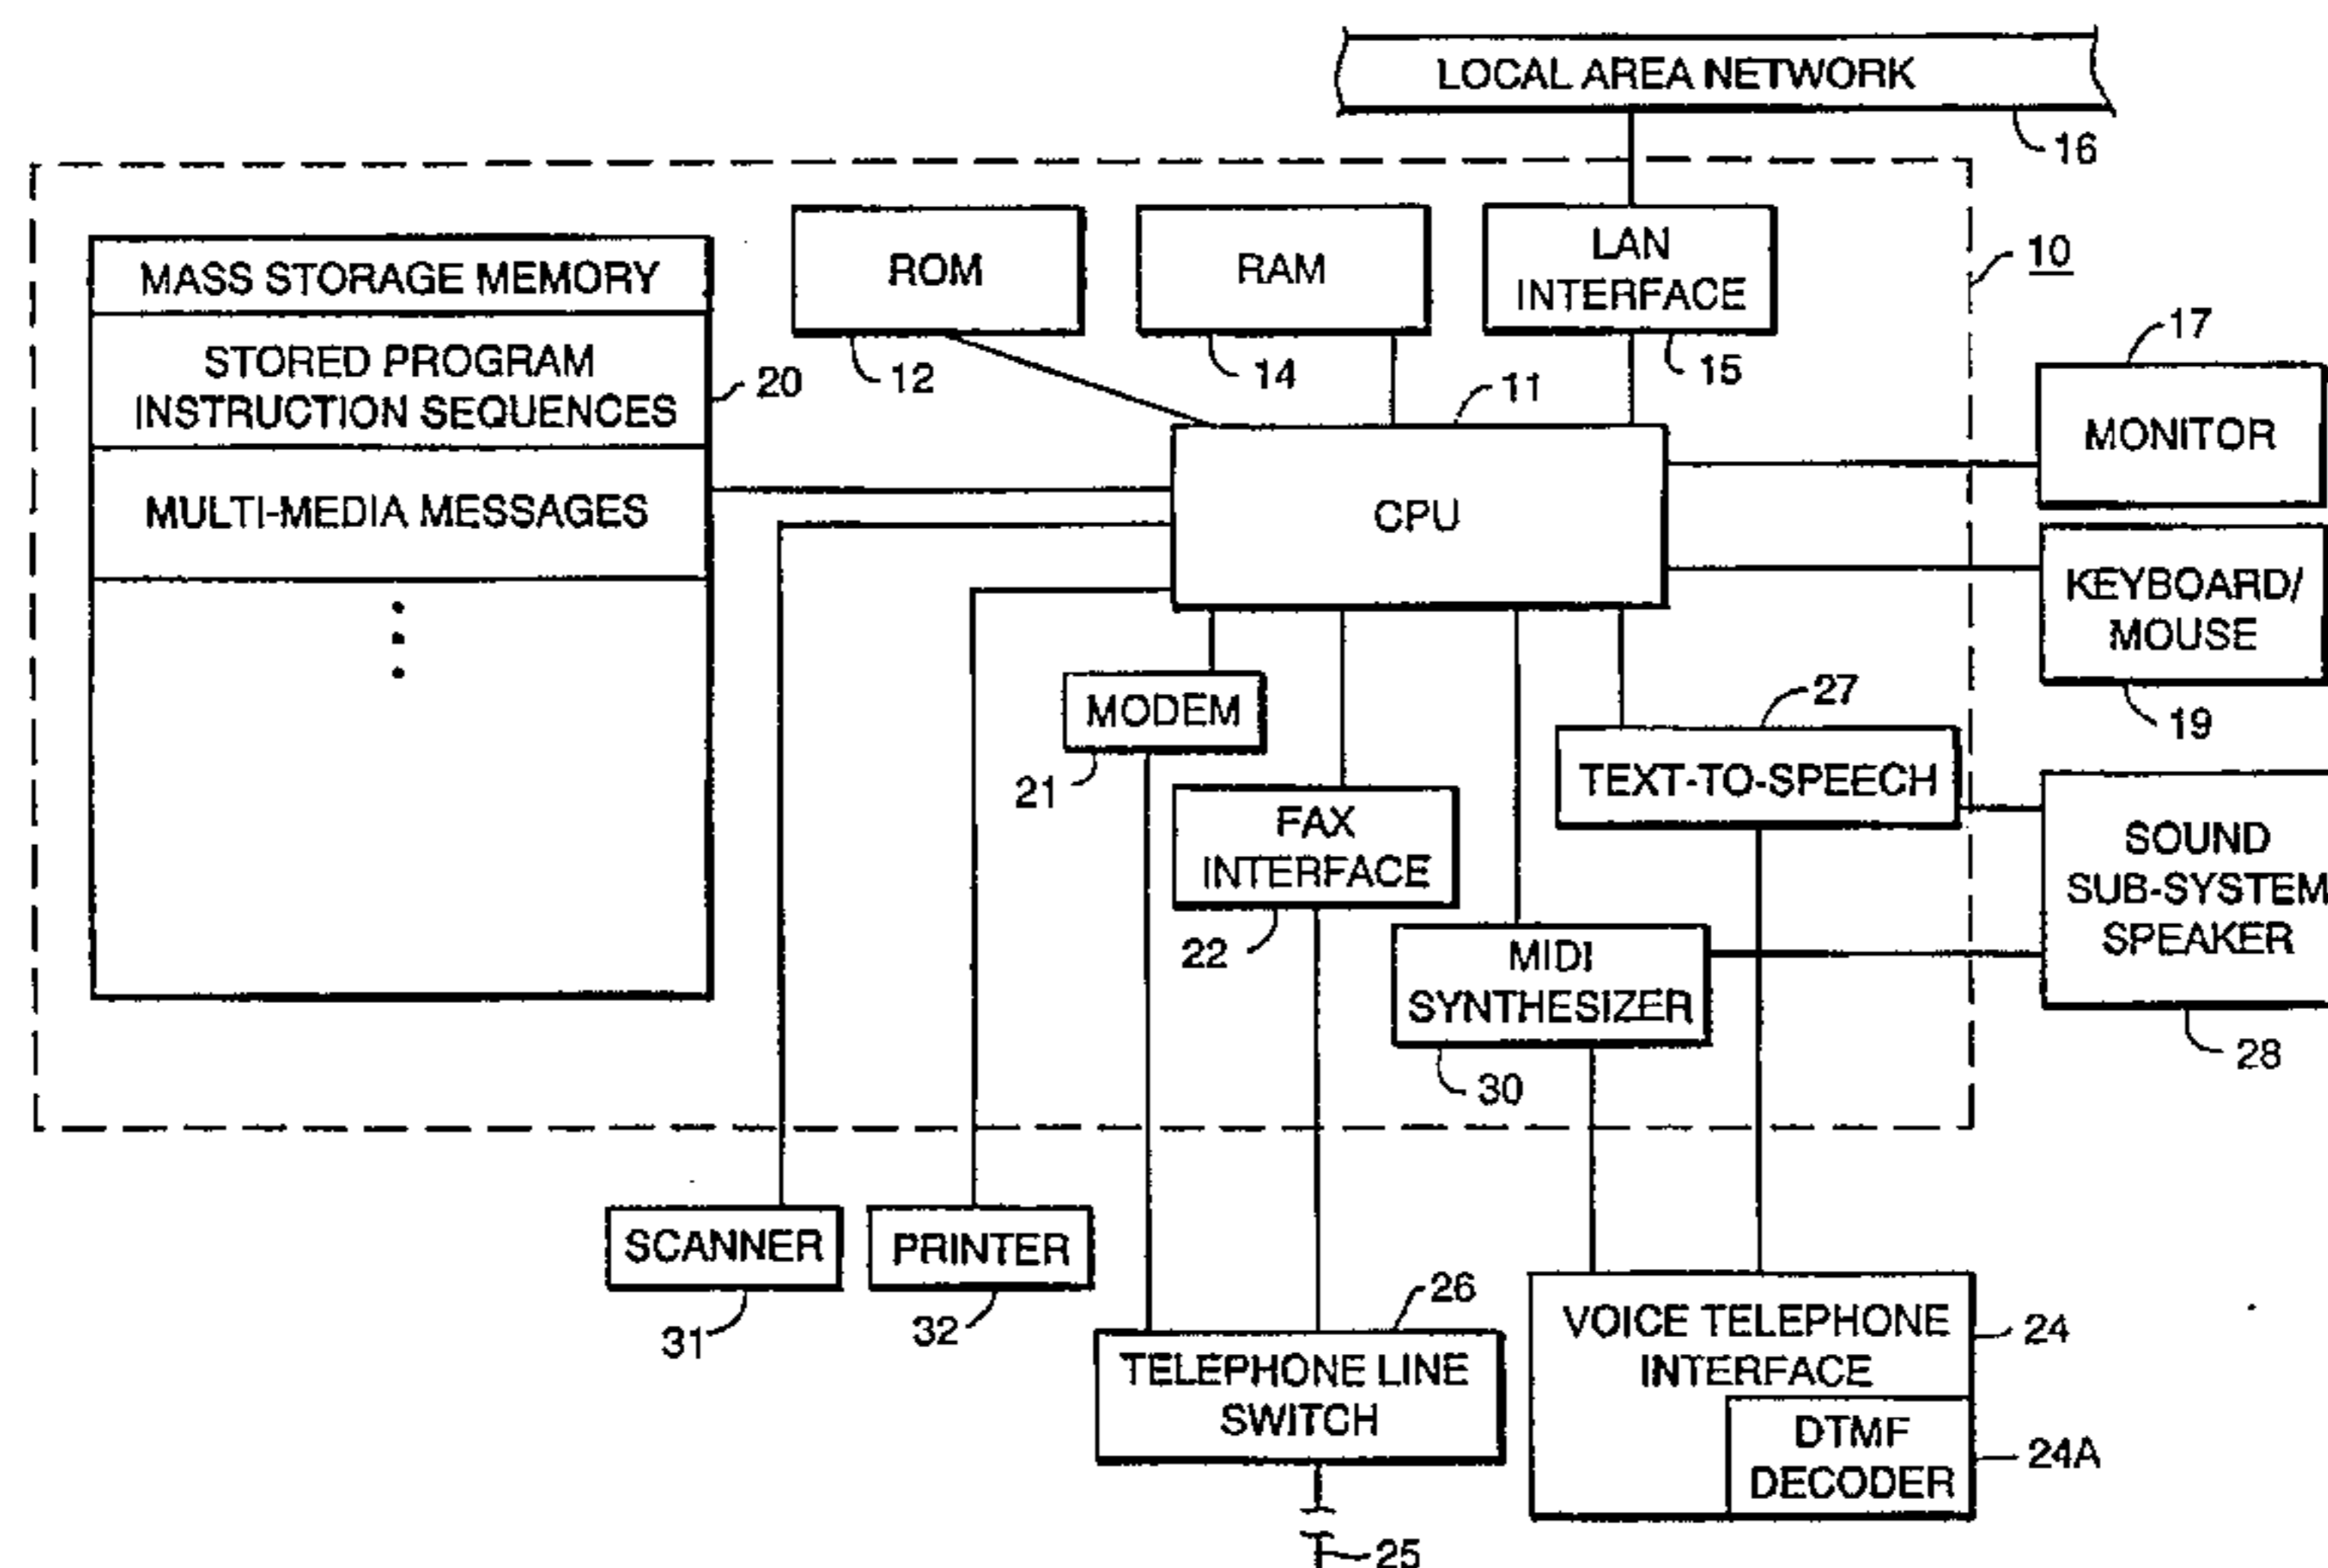 LOCAL AREA NETWORK
16
10
MASS STORAGE MEMORY
STORED PROGRAM
INSTRUCTION SEQUENCES
20
MULTI-MEDIA MESSAGES
ROM
12
RAM
14
LAN
INTERFACE
15
11
CPU
17
MONITOR
KEYBOARD/
MOUSE
19
MODEM
21
27
TEXT-TO-SPEECH
FAX
INTERFACE
22
SOUND
SUB-SYSTEM
SPEAKER
28
MIDI
SYNTHESIZER
30
SCANNER
31
PRINTER
32
26
TELEPHONE LINE
SWITCH
25
VOICE TELEPHONE
INTERFACE
24
DTMF
DECODER
24A